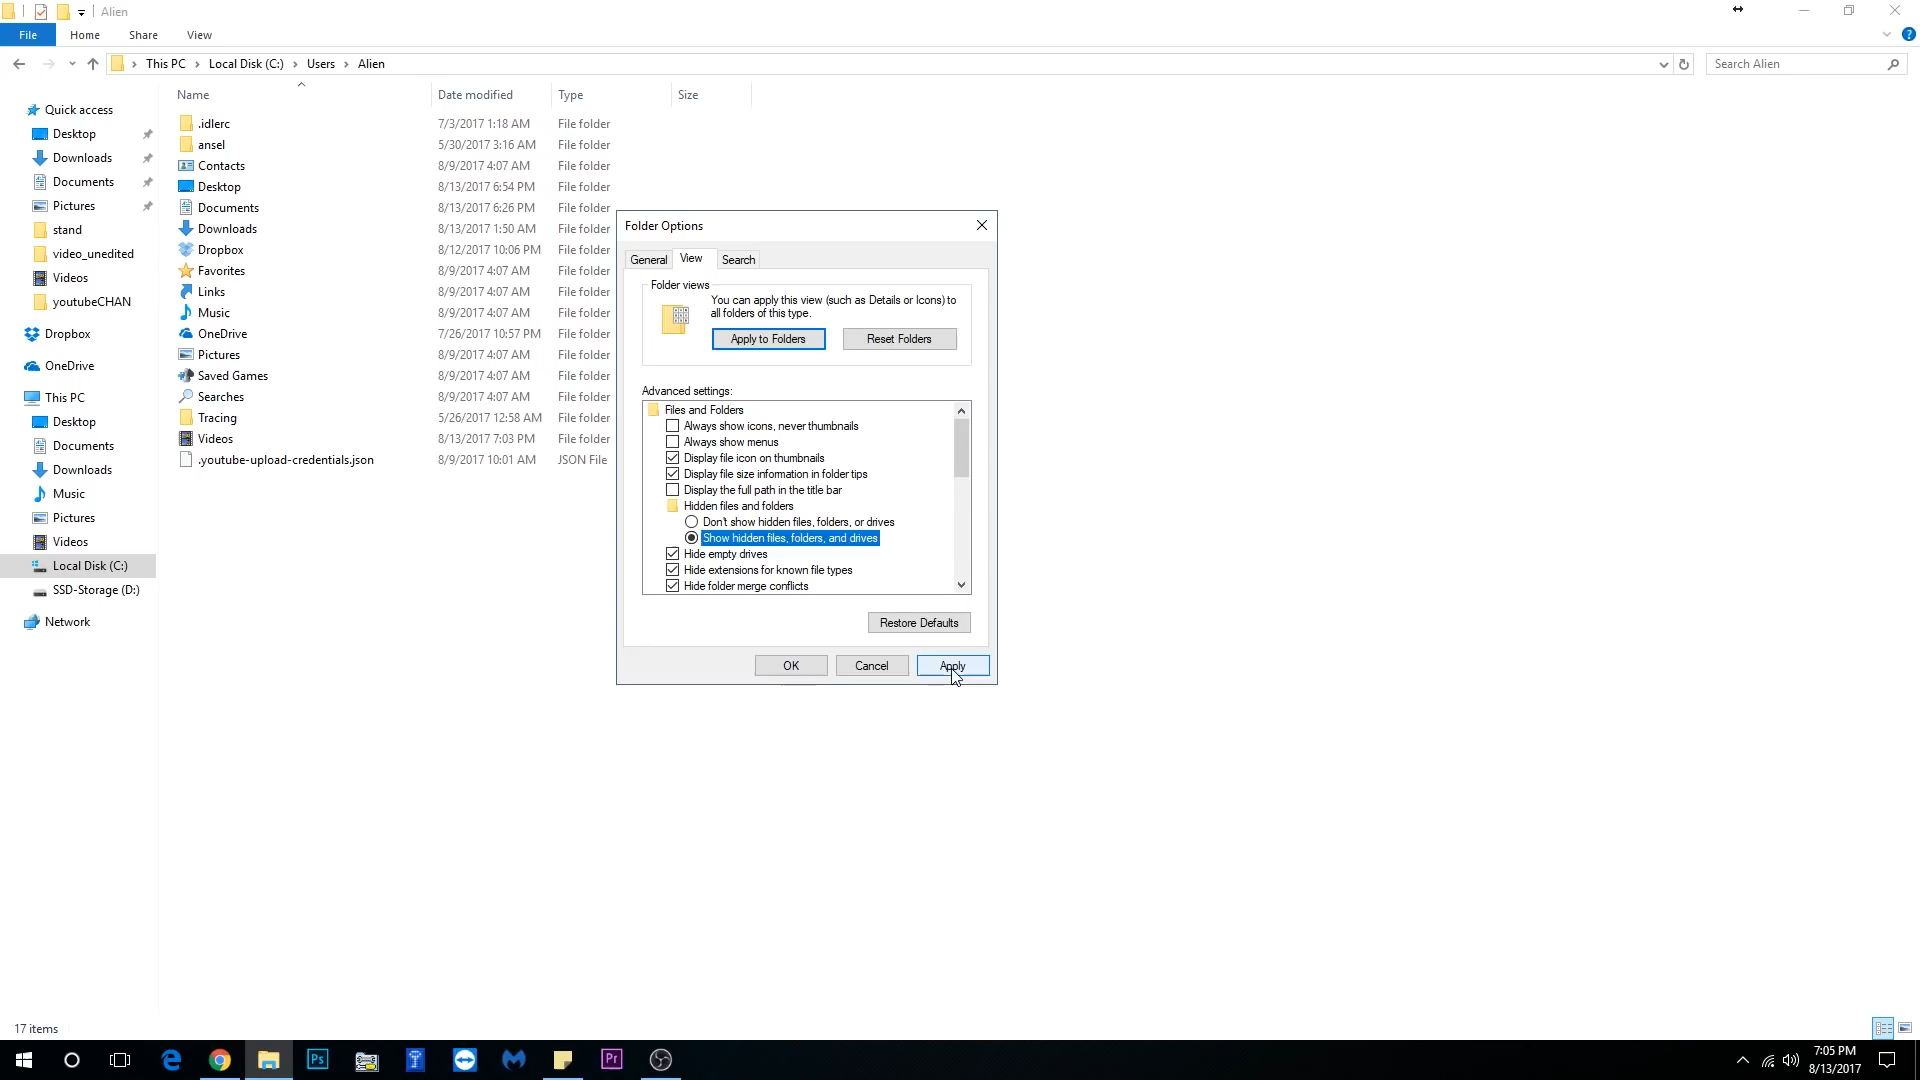 Alien
File Home Share View
This PC Local Disk (C:) Users Alien
Search Alien
Quick access
Desktop
Downloads
Documents
Pictures
stand
video_unedited
Videos
youtubeCHAN
Dropbox
OneDrive
This PC
Desktop
Documents
Downloads
Music
Pictures
Videos
Local Disk (C:)
SSD-Storage (D:)
Network
Name Date modified Type Size
.idlerc 7/3/2017 1:18 AM File folder
ansel 5/30/2017 3:16 AM File folder
Contacts 8/9/2017 4:07 AM File folder
Desktop 8/13/2017 6:54 PM File folder
Documents 8/13/2017 6:26 PM File folder
Downloads 8/13/2017 1:50 AM File folder
Dropbox 8/12/2017 10:06 PM File folder
Favorites 8/9/2017 4:07 AM File folder
Links 8/9/2017 4:07 AM File folder
Music 8/9/2017 4:07 AM File folder
OneDrive 7/26/2017 10:57 PM File folder
Pictures 8/9/2017 4:07 AM File folder
Saved Games 8/9/2017 4:07 AM File folder
Searches 8/9/2017 4:07 AM File folder
Tracing 5/26/2017 12:58 AM File folder
Videos 8/13/2017 7:03 PM File folder
.youtube-upload-credentials.json 8/9/2017 10:01 AM JSON File
Folder Options
General View Search
Folder views
You can apply this view (such as Details or Icons) to
all folders of this type.
Apply to Folders Reset Folders
Advanced settings:
Files and Folders
Always show icons, never thumbnails
Always show menus
Display file icon on thumbnails
Display file size information in folder tips
Display the full path in the title bar
Hidden files and folders
Don't show hidden files, folders, or drives
Show hidden files, folders, and drives
Hide empty drives
Hide extensions for known file types
Hide folder merge conflicts
Restore Defaults
OK Cancel Apply
17 items
Ps
Pr
7:05 PM
8/13/2017